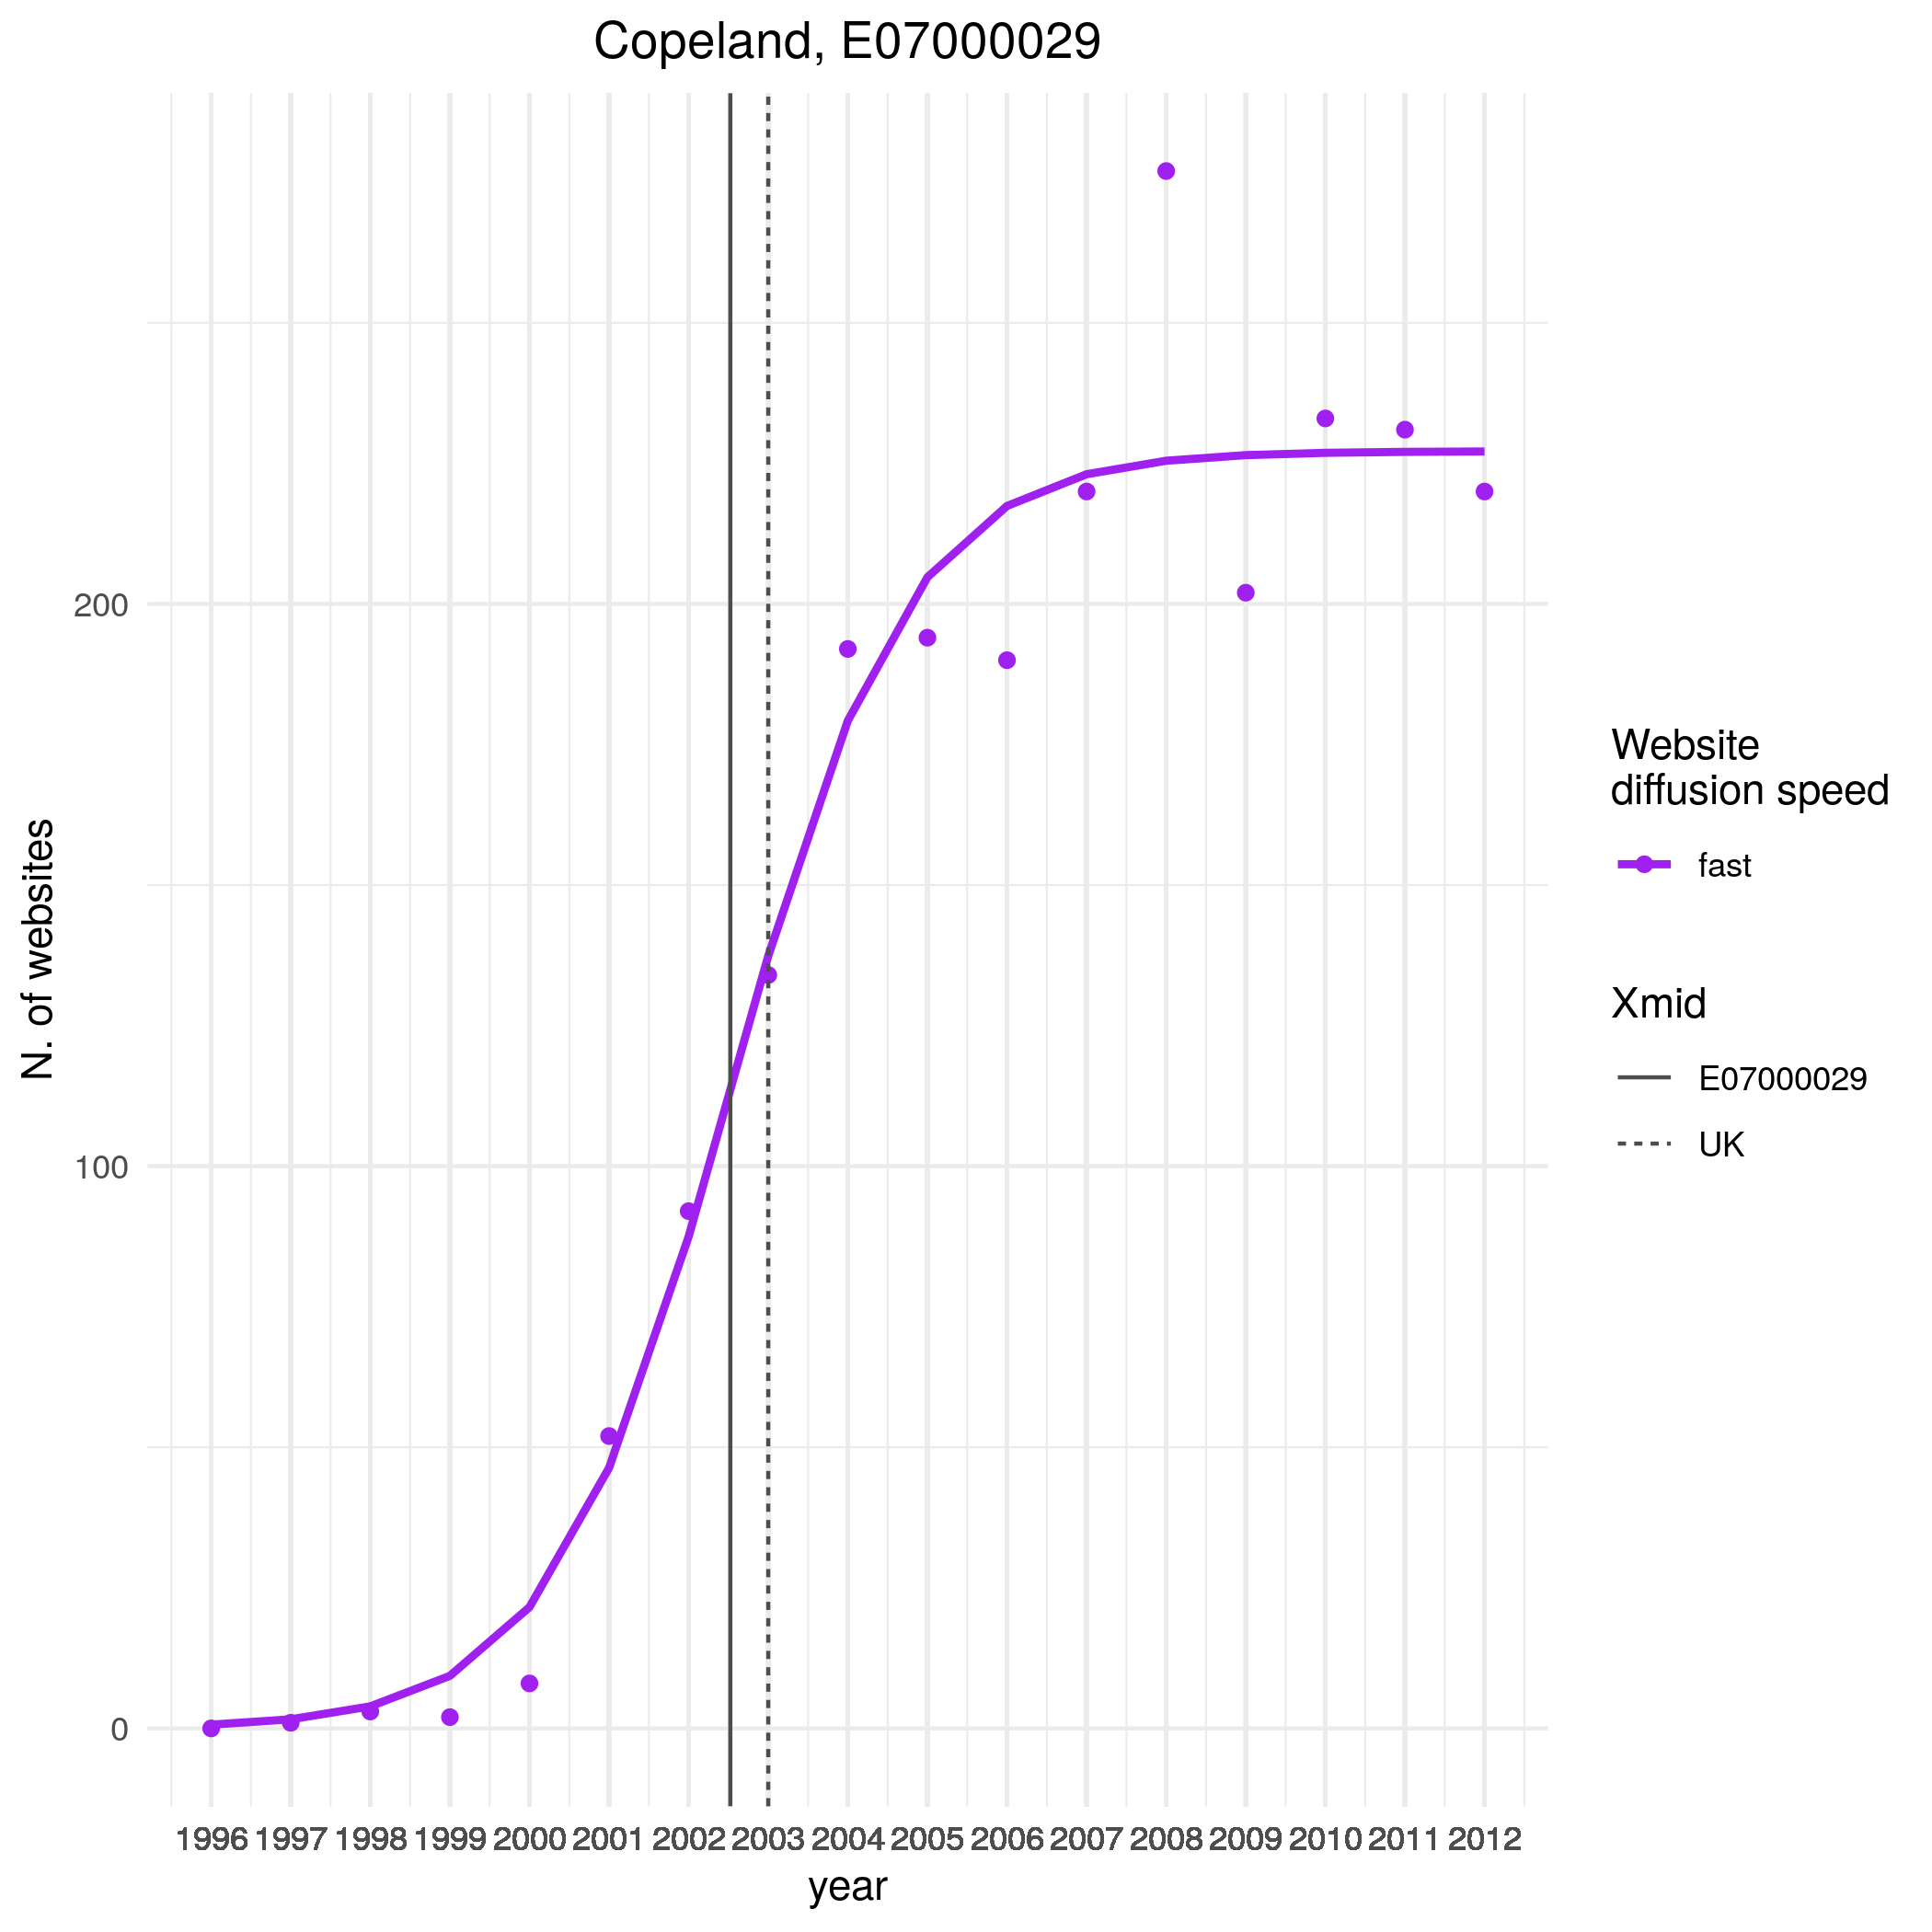 Copeland, E07000029
N. of websites
200
100
0
1996 1997 1998 1999 2000 2001 2002 2003 2004 2005 2006 2007 2008 2009 2010 2011 2012
year
Website
diffusion speed
fast
Xmid
E07000029
UK